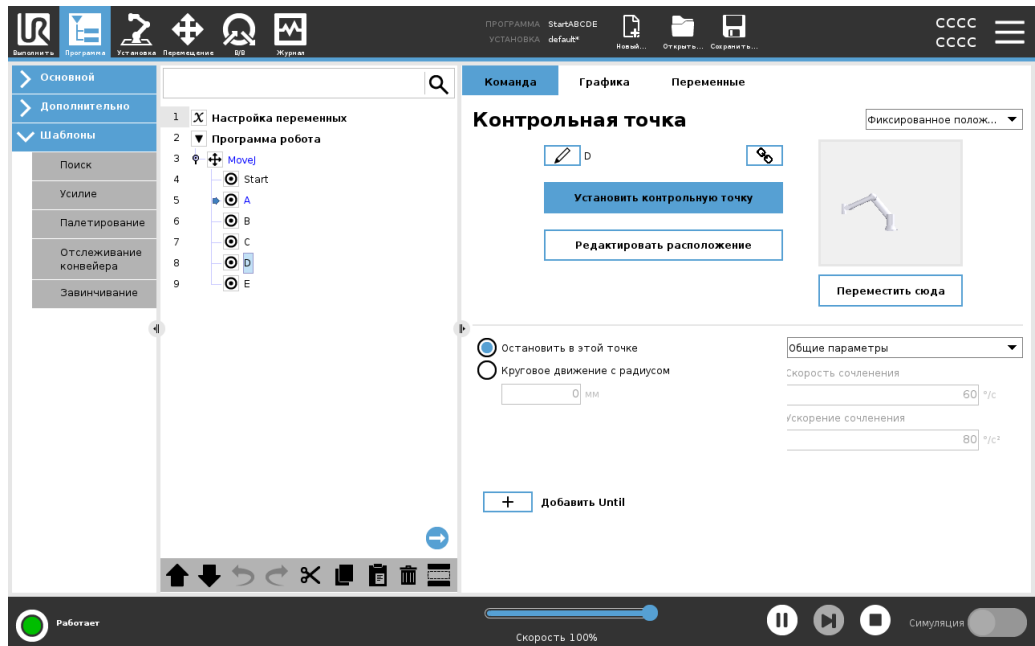 UR
ПРОГРАММА StartABCDE
УСТАНОВКА default*
Выполнить Программа Установка Перемещение В/В Журнал
Новый... Открыть... Сохранить...
CCCC
CCCC
Основной
Дополнительно
Шаблоны
Поиск
Усилие
Палетирование
Отслеживание
конвейера
Завинчивание
1 X Настройка переменных
2 Программа робота
3 MoveJ
4 Start
5 A
6 B
7 C
8 D
9 E
Команда Графика Переменные
Контрольная точка
Фиксированное полож...
D
Установить контрольную точку
Редактировать расположение
Переместить сюда
Остановить в этой точке
Круговое движение с радиусом
0 мм
Общие параметры
Скорость сочленения
60 °/с
Ускорение сочленения
80 °/с²
+ Добавить Until
Работает
Скорость 100%
Симуляция